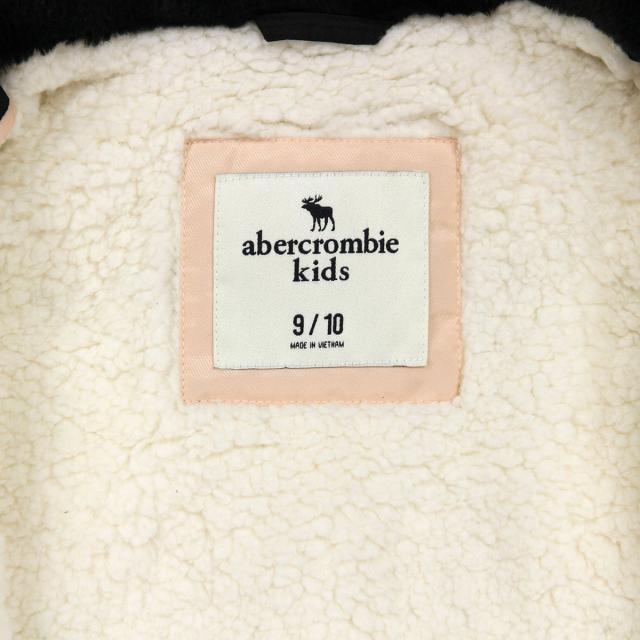 abercrombie
kids
9 / 10
MADE IN VIETNAM